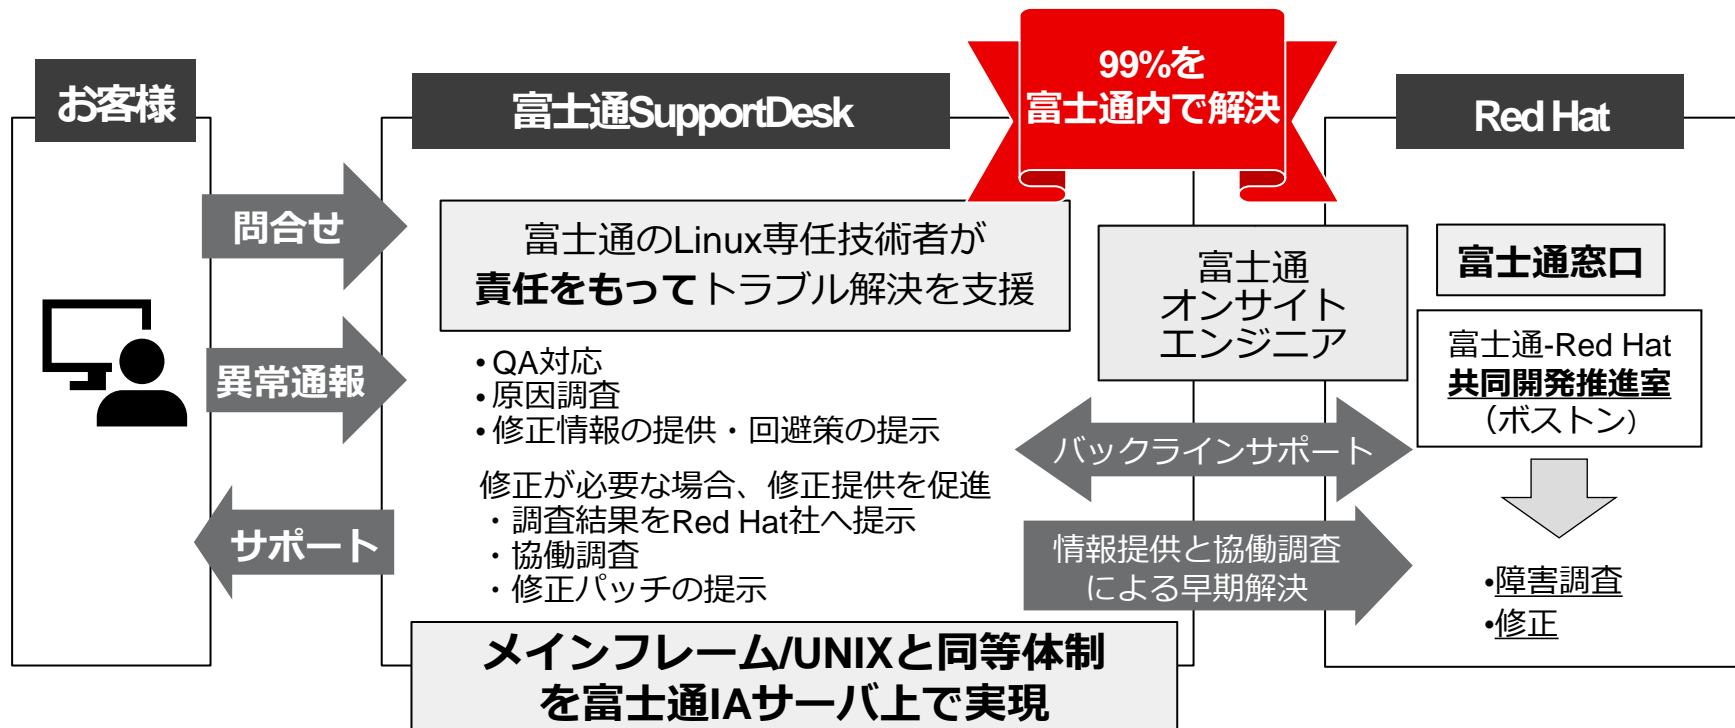 お客様
問合せ
異常通報
サポート
富士通SupportDesk
99%を
富士通内で解決
富士通のLinux専任技術者が
責任をもってトラブル解決を支援
•QA対応
•原因調査
•修正情報の提供・回避策の提示
修正が必要な場合、修正提供を促進
・調査結果をRed Hat社へ提示
・協働調査
・修正パッチの提示
メインフレーム/UNIXと同等体制
を富士通IAサーバ上で実現
富士通
オンサイト
エンジニア
バックラインサポート
情報提供と協働調査
による早期解決
Red Hat
富士通窓口
富士通-Red Hat
共同開発推進室
（ボストン）
•障害調査
•修正